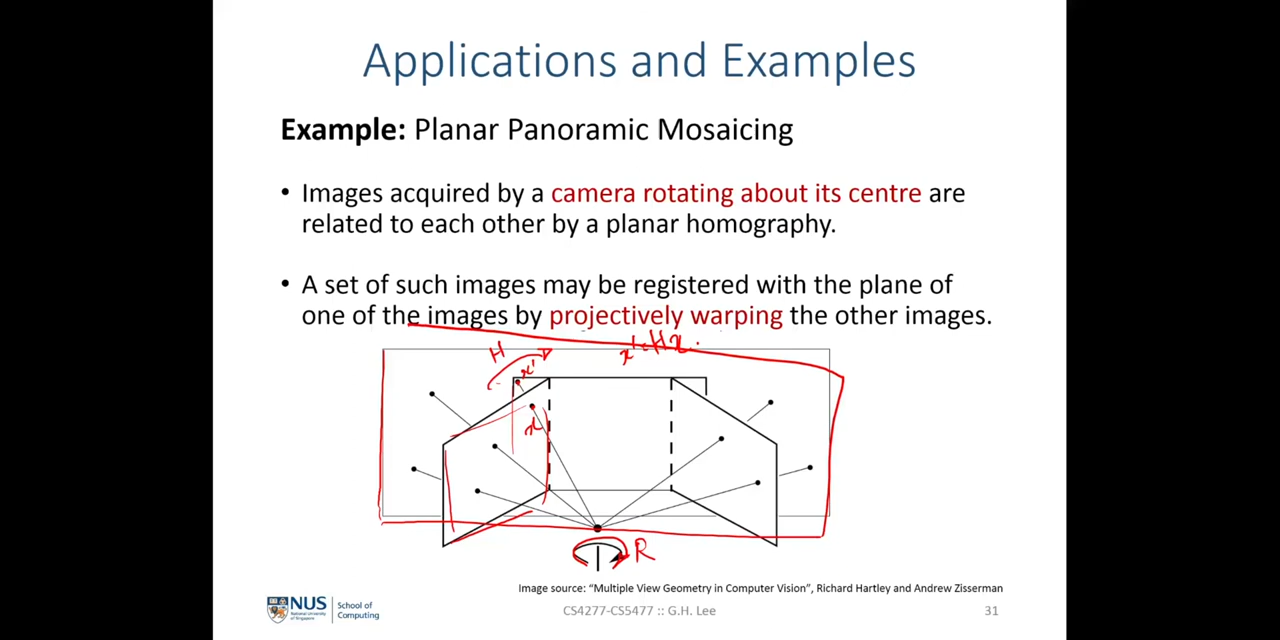 Applications and Examples
Example: Planar Panoramic Mosaicing
• Images acquired by a camera rotating about its centre are
related to each other by a planar homography.
• A set of such images may be registered with the plane of
one of the images by projectively warping the other images.
H
x'
x' = Hx.
x
R
Image source: “Multiple View Geometry in Computer Vision”, Richard Hartley and Andrew Zisserman
NUS
National University
of Singapore
School of
Computing
CS4277-CS5477 :: G.H. Lee
31